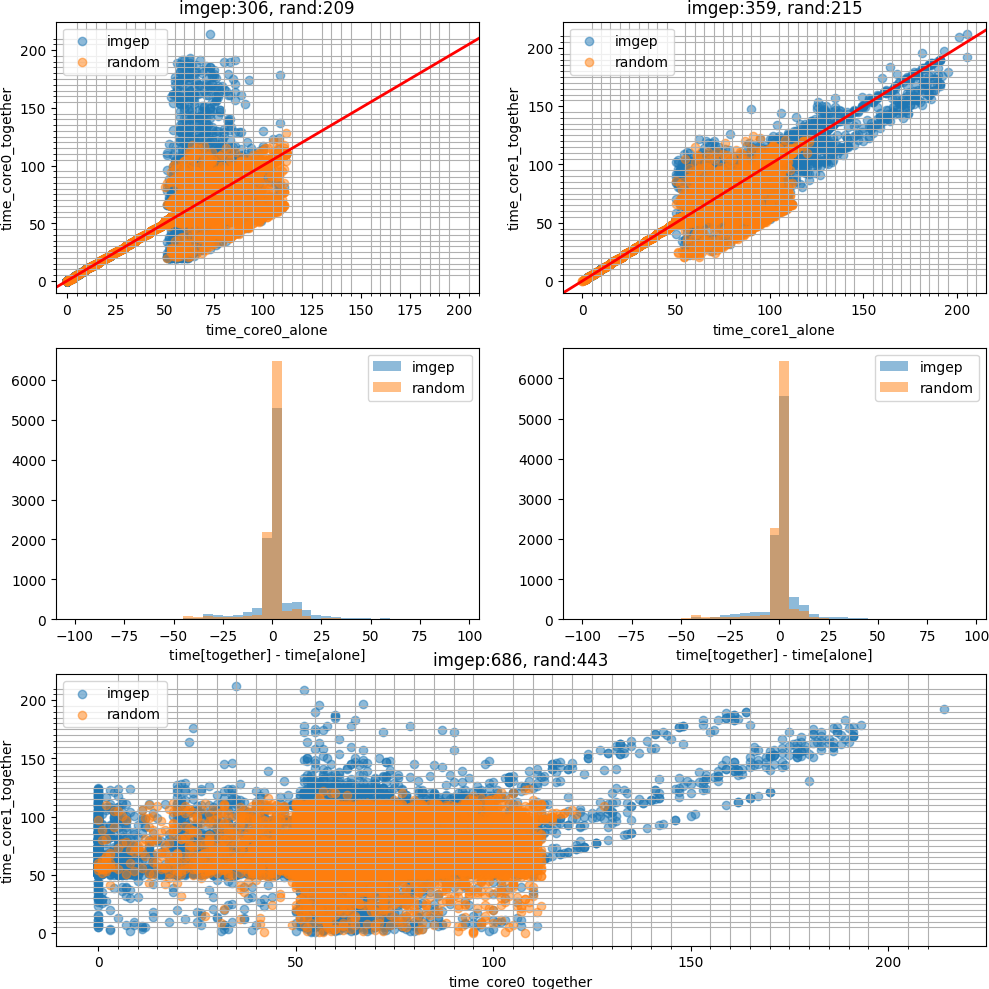 imgep:306, rand:209
imgep
random
time_core0_together
200
150
100
50
0
0 25 50 75 100 125 150 175 200
time_core0_alone
imgep:359, rand:215
imgep
random
time_core1_together
200
150
100
50
0
0 50 100 150 200
time_core1_alone
imgep
random
6000
5000
4000
3000
2000
1000
0
−100 −75 −50 −25 0 25 50 75 100
time[together] - time[alone]
imgep
random
6000
5000
4000
3000
2000
1000
0
−100 −75 −50 −25 0 25 50 75 100
time[together] - time[alone]
imgep:686, rand:443
imgep
random
time_core1_together
200
150
100
50
0
0 50 100 150 200
time_core0_together